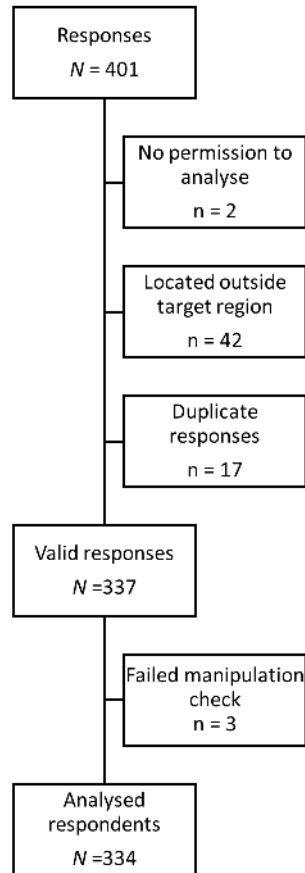 Responses
N = 401
No permission to
analyse
n = 2
Located outside
target region
n = 42
Duplicate
responses
n = 17
Valid responses
N =337
Failed manipulation
check
n = 3
Analysed
respondents
N =334